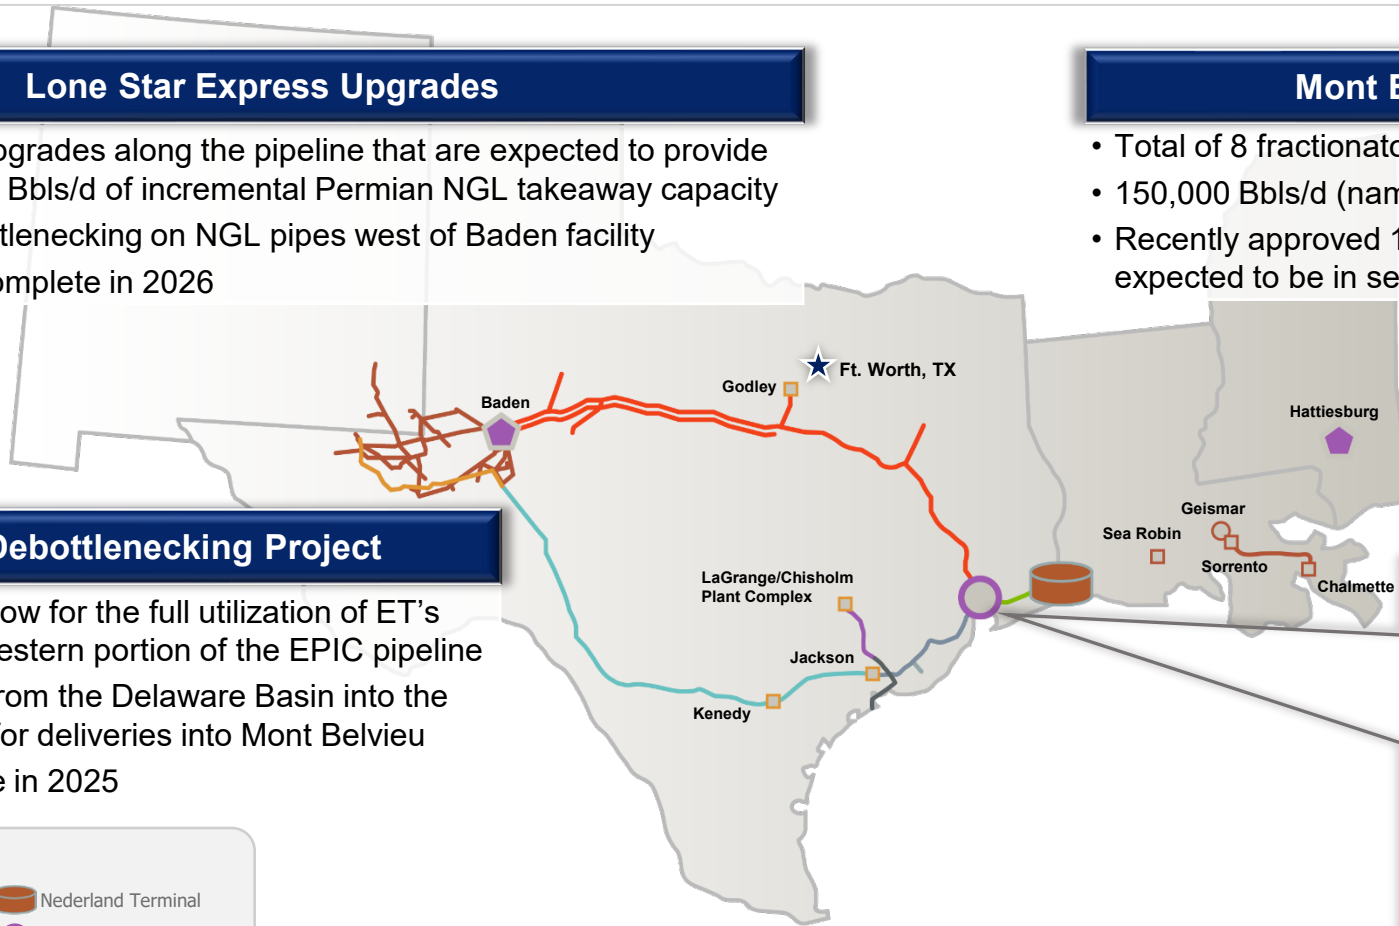 Lone Star Express Upgrades
pgrades along the pipeline that are expected to provide
Bbls/d of incremental Permian NGL takeaway capacity
tlenecking on NGL pipes west of Baden facility
omplete in 2026
Mont B
• Total of 8 fractionato
• 150,000 Bbls/d (nam
• Recently approved 1
expected to be in se
Ft. Worth, TX
Godley
Baden
Hattiesburg
Geismar
Sea Robin
Sorrento
Chalmette
LaGrange/Chisholm
Plant Complex
Jackson
Kenedy
Debottlenecking Project
ow for the full utilization of ET’s
estern portion of the EPIC pipeline
rom the Delaware Basin into the
for deliveries into Mont Belvieu
e in 2025
Nederland Terminal